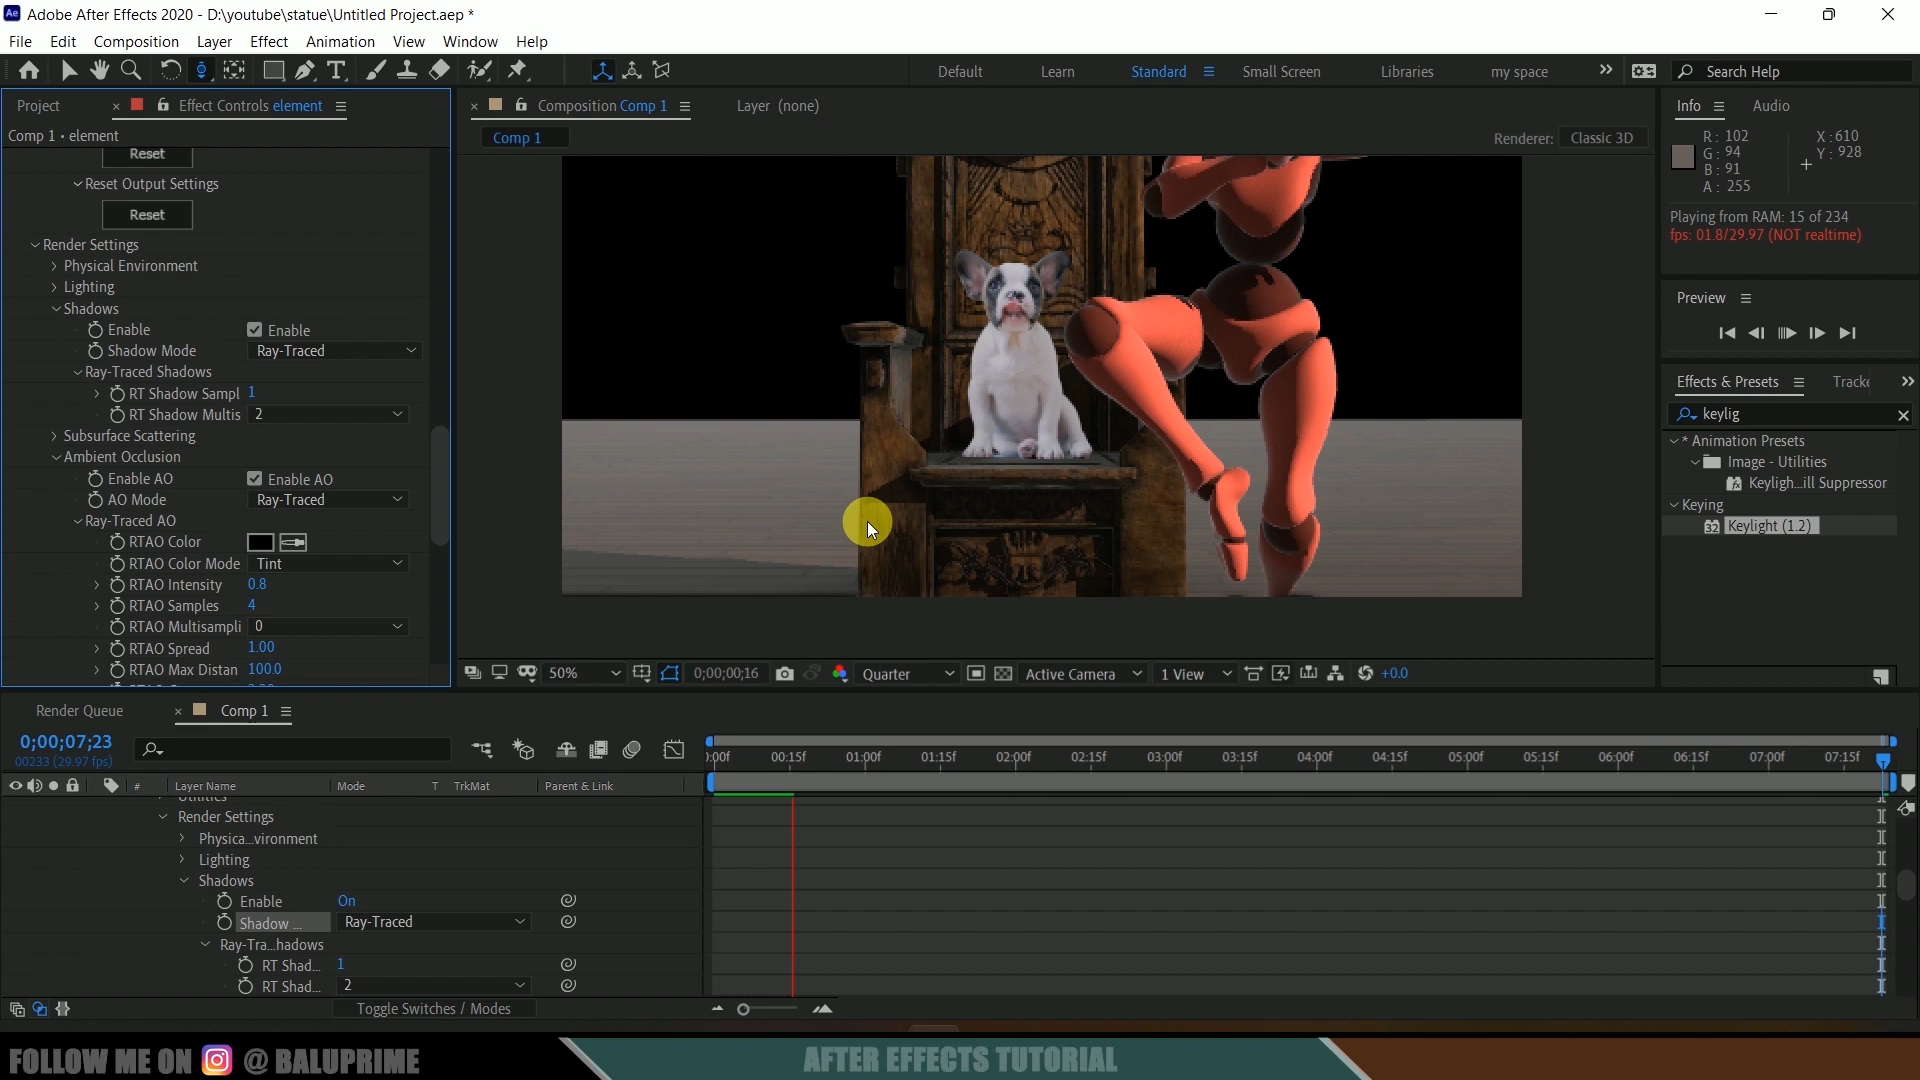 Ae Adobe After Effects 2020 - D:\youtube\statue\Untitled Project.aep *
File Edit Composition Layer Effect Animation View Window Help
Default Learn Standard Small Screen Libraries my space Search Help
Project Effect Controls element
Composition Comp 1 Layer (none)
Info Audio
Comp 1 • element
Comp 1
Renderer: Classic 3D
R: 102 X: 610
G: 94 Y: 928
B: 91
A: 255
Playing from RAM: 15 of 234
fps: 01.8/29.97 (NOT realtime)
Reset
Reset Output Settings
Reset
Render Settings
Physical Environment
Lighting
Shadows
Enable Enable
Shadow Mode Ray-Traced
Ray-Traced Shadows
RT Shadow Sampl 1
RT Shadow Multis 2
Subsurface Scattering
Ambient Occlusion
Enable AO Enable AO
AO Mode Ray-Traced
Ray-Traced AO
RTAO Color
RTAO Color Mode Tint
RTAO Intensity 0.8
RTAO Samples 4
RTAO Multisampli 0
RTAO Spread 1.00
RTAO Max Distan 100.0
Preview
Effects & Presets Tracke
keylig
* Animation Presets
Image - Utilities
Keyligh...ill Suppressor
Keying
32 Keylight (1.2)
50% 0;00;00;16 Quarter Active Camera 1 View +0.0
Render Queue Comp 1
0;00;07;23
00233 (29.97 fps)
):00f 00:15f 01:00f 01:15f 02:00f 02:15f 03:00f 03:15f 04:00f 04:15f 05:00f 05:15f 06:00f 06:15f 07:00f 07:15f
# Layer Name Mode T TrkMat Parent & Link
Utilities
Render Settings
Physica...vironment
Lighting
Shadows
Enable On
Shadow ... Ray-Traced
Ray-Tra...hadows
RT Shad... 1
RT Shad... 2
Toggle Switches / Modes
FOLLOW ME ON @ BALUPRIME
AFTER EFFECTS TUTORIAL